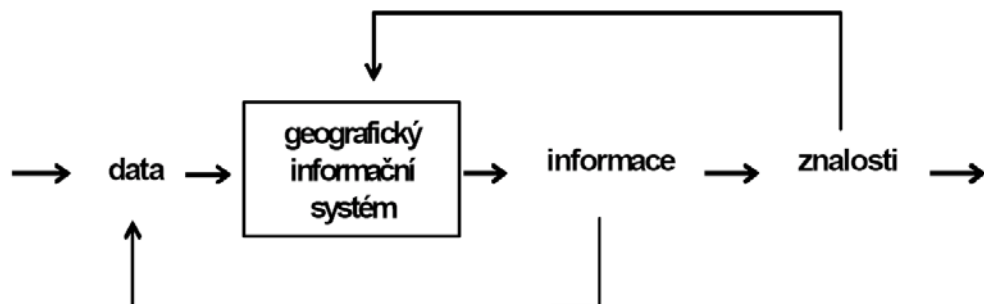 data
geografický
informační
systém
informace
znalosti